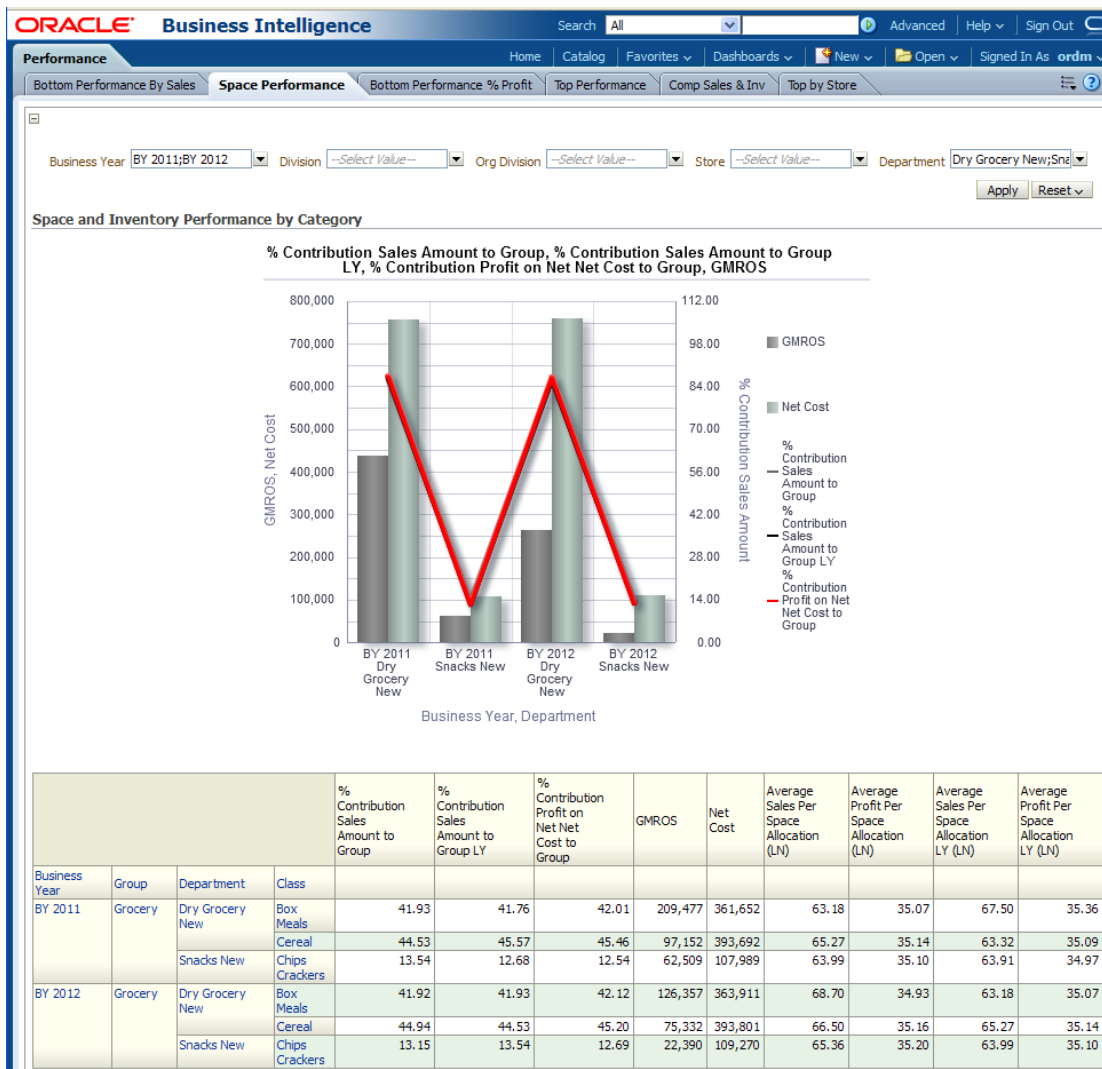 ORACLE Business Intelligence Search All Advanced Help Sign Out
Performance Home Catalog Favorites Dashboards New Open Signed In As ordm
Bottom Performance By Sales Space Performance Bottom Performance % Profit Top Performance Comp Sales & Inv Top by Store
Business Year BY 2011;BY 2012 Division --Select Value-- Org Division --Select Value-- Store --Select Value-- Department Dry Grocery New;Sna
Apply Reset
Space and Inventory Performance by Category
% Contribution Sales Amount to Group, % Contribution Sales Amount to Group
LY, % Contribution Profit on Net Net Cost to Group, GMROS
800,000
700,000
600,000
500,000
400,000
300,000
200,000
100,000
0
GMROS, Net Cost
112.00
98.00
84.00
70.00
56.00
42.00
28.00
14.00
0.00
% Contribution Sales Amount
GMROS
Net Cost
%
Contribution
Sales
Amount to
Group
%
Contribution
Sales
Amount to
Group LY
%
Contribution
Profit on Net
Net Cost to
Group
BY 2011
Dry
Grocery
New
BY 2011
Snacks New
BY 2012
Dry
Grocery
New
BY 2012
Snacks New
Business Year, Department
%
Contribution
Sales
Amount to
Group
%
Contribution
Sales
Amount to
Group LY
%
Contribution
Profit on
Net Net
Cost to
Group
GMROS
Net
Cost
Average
Sales Per
Space
Allocation
(LN)
Average
Profit Per
Space
Allocation
(LN)
Average
Sales Per
Space
Allocation
LY (LN)
Average
Profit Per
Space
Allocation
LY (LN)
Business
Year
Group
Department
Class
BY 2011 Grocery Dry Grocery
New
Box
Meals
41.93 41.76 42.01 209,477 361,652 63.18 35.07 67.50 35.36
Cereal 44.53 45.57 45.46 97,152 393,692 65.27 35.14 63.32 35.09
Snacks New Chips
Crackers
13.54 12.68 12.54 62,509 107,989 63.99 35.10 63.91 34.97
BY 2012 Grocery Dry Grocery
New
Box
Meals
41.92 41.93 42.12 126,357 363,911 68.70 34.93 63.18 35.07
Cereal 44.94 44.53 45.20 75,332 393,801 66.50 35.16 65.27 35.14
Snacks New Chips
Crackers
13.15 13.54 12.69 22,390 109,270 65.36 35.20 63.99 35.10